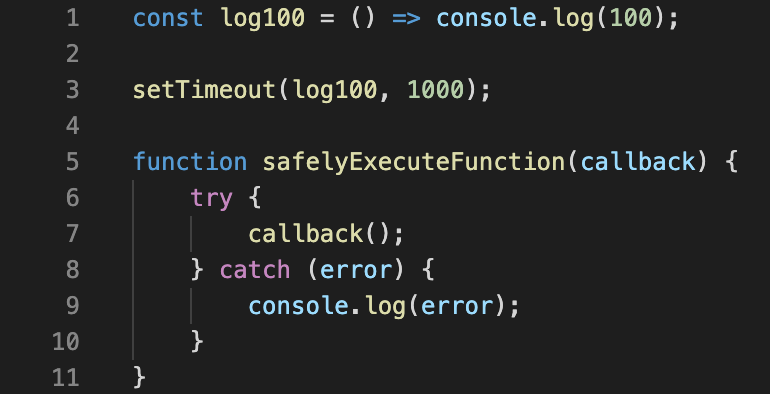 1 const log100 = () => console.log(100);
2
3 setTimeout(log100, 1000);
4
5 function safelyExecuteFunction(callback) {
6 try {
7 callback();
8 } catch (error) {
9 console.log(error);
10 }
11 }